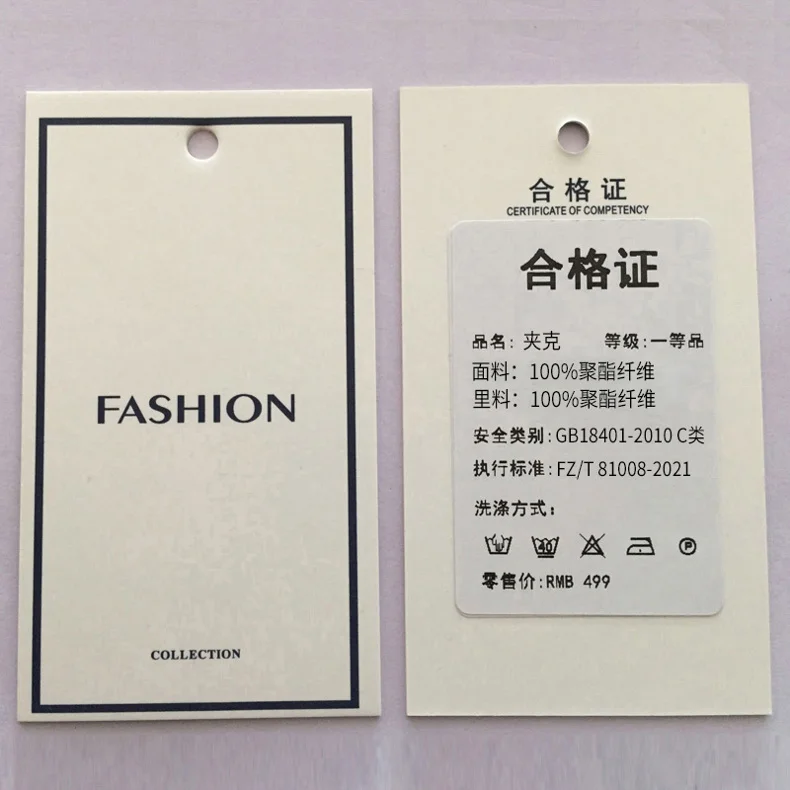 FASHION
COLLECTION
合格证
CERTIFICATE OF COMPETENCY
合格证
品名: 夹克 等级:一等品
面料：100%聚酯纤维
里料：100%聚酯纤维
安全类别:GB18401-2010 C类
执行标准:FZ/T 81008-2021
洗涤方式：
40 P
零售价:RMB 499